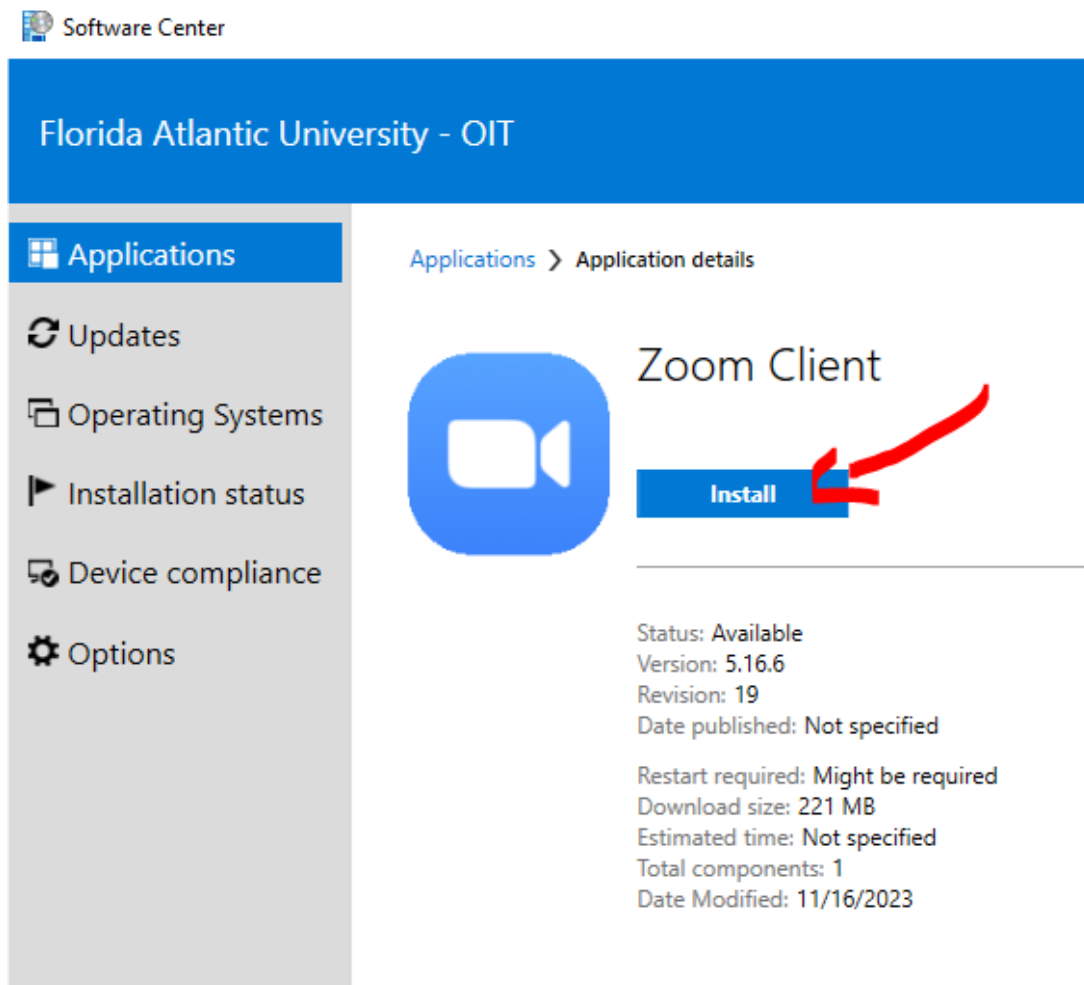 Software Center
Florida Atlantic University - OIT
Applications
Updates
Operating Systems
Installation status
Device compliance
Options
Applications ❯ Application details
Zoom Client
Install
Status: Available
Version: 5.16.6
Revision: 19
Date published: Not specified
Restart required: Might be required
Download size: 221 MB
Estimated time: Not specified
Total components: 1
Date Modified: 11/16/2023